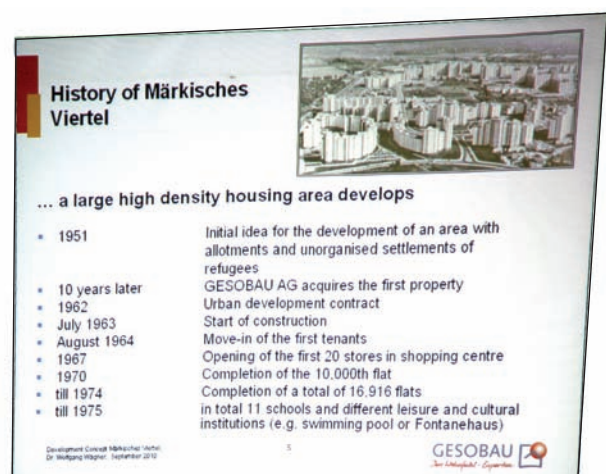 History of Märkisches
Viertel
... a large high density housing area develops
1951 Initial idea for the development of an area with
allotments and unorganised settlements of
refugees
10 years later GESOBAU AG acquires the first property
1962 Urban development contract
July 1963 Start of construction
August 1964 Move-in of the first tenants
1967 Opening of the first 20 stores in shopping centre
1970 Completion of the 10,000th flat
till 1974 Completion of a total of 16,916 flats
till 1975 in total 11 schools and different leisure and cultural
institutions (e.g. swimming pool or Fontanehaus)
Development Concept Märkisches Viertel
Dr. Wolfgang Wagner, September 2010
5
GESOBAU